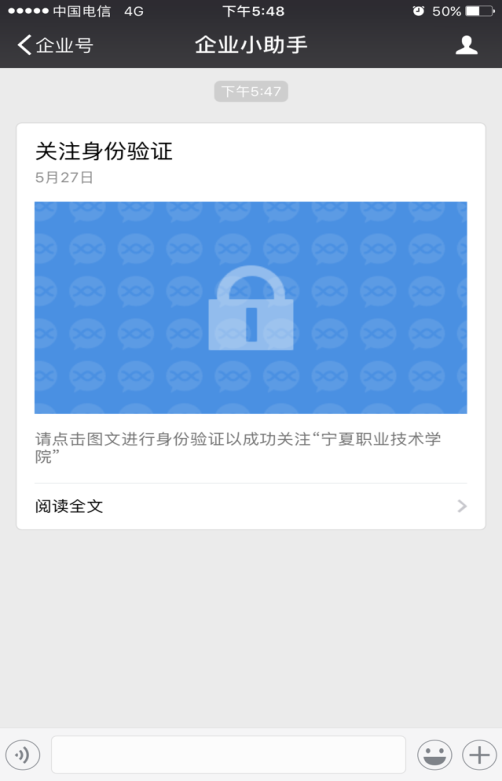 中国电信 4G 下午5:48 50%
企业号 企业小助手
下午5:47
关注身份验证
5月27日
请点击图文进行身份验证以成功关注“宁夏职业技术学
院”
阅读全文